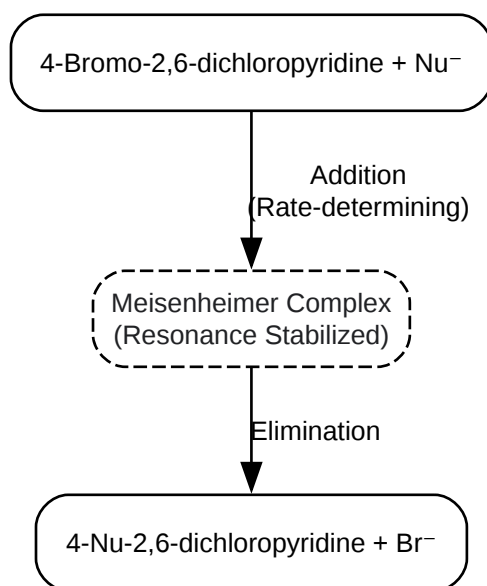 4-Bromo-2,6-dichloropyridine + Nu⁻
Addition
(Rate-determining)
Meisenheimer Complex
(Resonance Stabilized)
Elimination
4-Nu-2,6-dichloropyridine + Br⁻